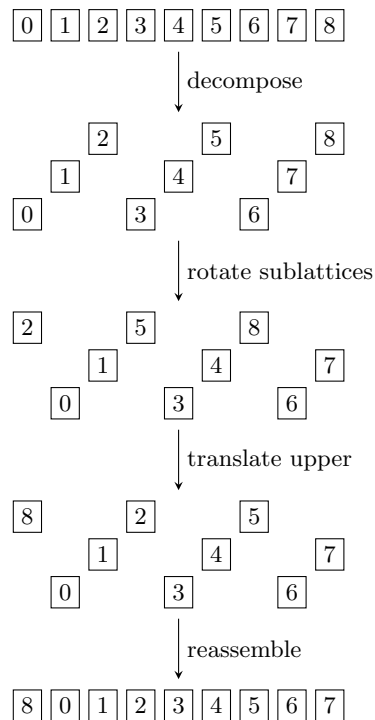 0 1 2 3 4 5 6 7 8
decompose
2 5 8
1 4 7
0 3 6
rotate sublattices
2 5 8
1 4 7
0 3 6
translate upper
8 2 5
1 4 7
0 3 6
reassemble
8 0 1 2 3 4 5 6 7